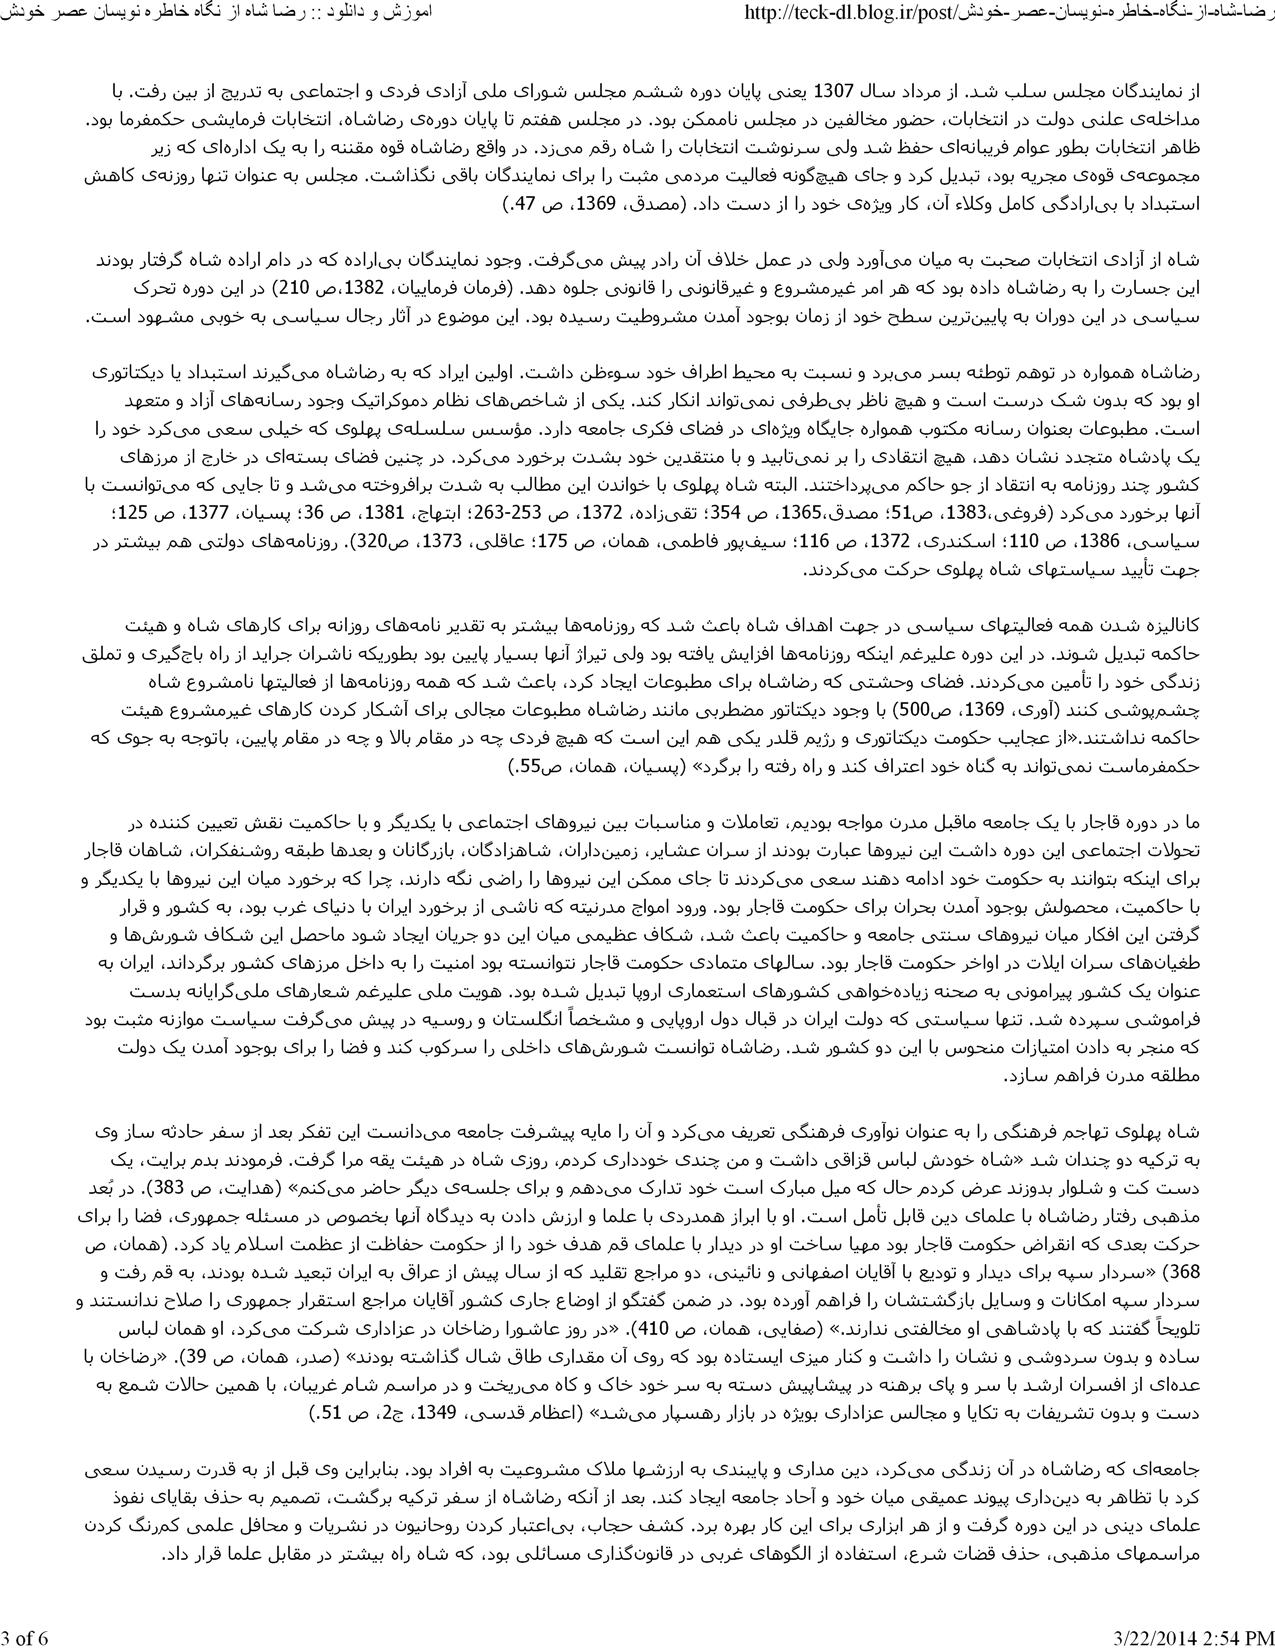 آموزش و دانلود :: رضا شاه از نگاه خاطره نویسان عصر خودش
http://teck-dl.blog.ir/post/رضا-شاه-از-نگاه-خاطره-نویسان-عصر-خودش
از نمایندگان مجلس سلب شد. از مرداد سال 1307 یعنی پایان دوره ششم مجلس شورای ملی آزادی فردی و اجتماعی به تدریج از بین رفت. با
مداخله‌ی علنی دولت در انتخابات، حضور مخالفین در مجلس ناممکن بود. در مجلس هفتم تا پایان دوره‌ی رضاشاه، انتخابات فرمایشی حکمفرما بود.
ظاهر انتخابات بطور عوام فریبانه‌ای حفظ شد ولی سرنوشت انتخابات را شاه رقم می‌زد. در واقع رضاشاه قوه مقننه را به یک اداره‌ای که زیر
مجموعه‌ی قوه‌ی مجریه بود، تبدیل کرد و جای هیچ‌گونه فعالیت مردمی مثبت را برای نمایندگان باقی نگذاشت. مجلس به عنوان تنها روزنه‌ی کاهش
استبداد با بی‌ارادگی کامل وکلاء آن، کار ویژه‌ی خود را از دست داد. (مصدق، 1369، ص 47.)
شاه از آزادی انتخابات صحبت به میان می‌آورد ولی در عمل خلاف آن رادر پیش می‌گرفت. وجود نمایندگان بی‌اراده که در دام اراده شاه گرفتار بودند
این جسارت را به رضاشاه داده بود که هر امر غیرمشروع و غیرقانونی را قانونی جلوه دهد. (فرمان فرماییان، 1382،ص 210) در این دوره تحرک
سیاسی در این دوران به پایین‌ترین سطح خود از زمان بوجود آمدن مشروطیت رسیده بود. این موضوع در آثار رجال سیاسی به خوبی مشهود است.
رضاشاه همواره در توهم توطئه بسر می‌برد و نسبت به محیط اطراف خود سوءظن داشت. اولین ایراد که به رضاشاه می‌گیرند استبداد یا دیکتاتوری
او بود که بدون شک درست است و هیچ ناظر بی‌طرفی نمی‌تواند انکار کند. یکی از شاخص‌های نظام دموکراتیک وجود رسانه‌های آزاد و متعهد
است. مطبوعات بعنوان رسانه مکتوب همواره جایگاه ویژه‌ای در فضای فکری جامعه دارد. مؤسس سلسله‌ی پهلوی که خیلی سعی می‌کرد خود را
یک پادشاه متجدد نشان دهد، هیچ انتقادی را بر نمی‌تابید و با منتقدین خود بشدت برخورد می‌کرد. در چنین فضای بسته‌ای در خارج از مرزهای
کشور چند روزنامه به انتقاد از جو حاکم می‌پرداختند. البته شاه پهلوی با خواندن این مطالب به شدت برافروخته می‌شد و تا جایی که می‌توانست با
آنها برخورد می‌کرد (فروغی،1383، ص51؛ مصدق،1365، ص 354؛ تقی‌زاده، 1372، ص 253-263؛ ابتهاج، 1381، ص 36؛ پسیان، 1377، ص 125؛
سیاسی، 1386، ص 110؛ اسکندری، 1372، ص 116؛ سیف‌پور فاطمی، همان، ص 175؛ عاقلی، 1373، ص320). روزنامه‌های دولتی هم بیشتر در
جهت تأیید سیاستهای شاه پهلوی حرکت می‌کردند.
کانالیزه شدن همه فعالیتهای سیاسی در جهت اهداف شاه باعث شد که روزنامه‌ها بیشتر به تقدیر نامه‌های روزانه برای کارهای شاه و هیئت
حاکمه تبدیل شوند. در این دوره علیرغم اینکه روزنامه‌ها افزایش یافته بود ولی تیراژ آنها بسیار پایین بود بطوریکه ناشران جراید از راه باج‌گیری و تملق
زندگی خود را تأمین می‌کردند. فضای وحشتی که رضاشاه برای مطبوعات ایجاد کرد، باعث شد که همه روزنامه‌ها از فعالیتها نامشروع شاه
چشم‌پوشی کنند (آوری، 1369، ص500) با وجود دیکتاتور مضطربی مانند رضاشاه مطبوعات مجالی برای آشکار کردن کارهای غیرمشروع هیئت
حاکمه نداشتند.«از عجایب حکومت دیکتاتوری و رژیم قلدر یکی هم این است که هیچ فردی چه در مقام بالا و چه در مقام پایین، باتوجه به جوی که
حکمفرماست نمی‌تواند به گناه خود اعتراف کند و راه رفته را برگرد» (پسیان، همان، ص55.)
ما در دوره قاجار با یک جامعه ماقبل مدرن مواجه بودیم، تعاملات و مناسبات بین نیروهای اجتماعی با یکدیگر و با حاکمیت نقش تعیین کننده در
تحولات اجتماعی این دوره داشت این نیروها عبارت بودند از سران عشایر، زمین‌داران، شاهزادگان، بازرگانان و بعدها طبقه روشنفکران، شاهان قاجار
برای اینکه بتوانند به حکومت خود ادامه دهند سعی می‌کردند تا جای ممکن این نیروها را راضی نگه دارند، چرا که برخورد میان این نیروها با یکدیگر و
با حاکمیت، محصولش بوجود آمدن بحران برای حکومت قاجار بود. ورود امواج مدرنیته که ناشی از برخورد ایران با دنیای غرب بود، به کشور و قرار
گرفتن این افکار میان نیروهای سنتی جامعه و حاکمیت باعث شد، شکاف عظیمی میان این دو جریان ایجاد شود ماحصل این شکاف شورش‌ها و
طغیان‌های سران ایلات در اواخر حکومت قاجار بود. سالهای متمادی حکومت قاجار نتوانسته بود امنیت را به داخل مرزهای کشور برگرداند، ایران به
عنوان یک کشور پیرامونی به صحنه زیاده‌خواهی کشورهای استعماری اروپا تبدیل شده بود. هویت ملی علیرغم شعارهای ملی‌گرایانه بدست
فراموشی سپرده شد. تنها سیاستی که دولت ایران در قبال دول اروپایی و مشخصاً انگلستان و روسیه در پیش می‌گرفت سیاست موازنه مثبت بود
که منجر به دادن امتیازات منحوس با این دو کشور شد. رضاشاه توانست شورش‌های داخلی را سرکوب کند و فضا را برای بوجود آمدن یک دولت
مطلقه مدرن فراهم سازد.
شاه پهلوی تهاجم فرهنگی را به عنوان نوآوری فرهنگی تعریف می‌کرد و آن را مایه پیشرفت جامعه می‌دانست این تفکر بعد از سفر حادثه ساز وی
به ترکیه دو چندان شد «شاه خودش لباس قزاقی داشت و من چندی خودداری کردم، روزی شاه در هیئت یقه مرا گرفت. فرمودند بدم برایت، یک
دست کت و شلوار بدوزند عرض کردم حال که میل مبارک است خود تدارک می‌دهم و برای جلسه‌ی دیگر حاضر می‌کنم» (هدایت، ص 383). در بُعد
مذهبی رفتار رضاشاه با علمای دین قابل تأمل است. او با ابراز همدردی با علما و ارزش دادن به دیدگاه آنها بخصوص در مسئله جمهوری، فضا را برای
حرکت بعدی که انقراض حکومت قاجار بود مهیا ساخت او در دیدار با علمای قم هدف خود را از حکومت حفاظت از عظمت اسلام یاد کرد. (همان، ص
368) «سردار سپه برای دیدار و تودیع با آقایان اصفهانی و نائینی، دو مراجع تقلید که از سال پیش از عراق به ایران تبعید شده بودند، به قم رفت و
سردار سپه امکانات و وسایل بازگشتشان را فراهم آورده بود. در ضمن گفتگو از اوضاع جاری کشور آقایان مراجع استقرار جمهوری را صلاح ندانستند و
تلویحاً گفتند که با پادشاهی او مخالفتی ندارند.» (صفایی، همان، ص 410). «در روز عاشورا رضاخان در عزاداری شرکت می‌کرد، او همان لباس
ساده و بدون سردوشی و نشان را داشت و کنار میزی ایستاده بود که روی آن مقداری طاق شال گذاشته بودند» (صدر، همان، ص 39). «رضاخان با
عده‌ای از افسران ارشد با سر و پای برهنه در پیشاپیش دسته به سر خود خاک و کاه می‌ریخت و در مراسم شام غریبان، با همین حالات شمع به
دست و بدون تشریفات به تکایا و مجالس عزاداری بویژه در بازار رهسپار می‌شد» (اعظام قدسی، 1349، ج2، ص 51.)
جامعه‌ای که رضاشاه در آن زندگی می‌کرد، دین مداری و پایبندی به ارزشها ملاک مشروعیت به افراد بود. بنابراین وی قبل از به قدرت رسیدن سعی
کرد با تظاهر به دین‌داری پیوند عمیقی میان خود و آحاد جامعه ایجاد کند. بعد از آنکه رضاشاه از سفر ترکیه برگشت، تصمیم به حذف بقایای نفوذ
علمای دینی در این دوره گرفت و از هر ابزاری برای این کار بهره برد. کشف حجاب، بی‌اعتبار کردن روحانیون در نشریات و محافل علمی کم‌رنگ کردن
مراسمهای مذهبی، حذف قضات شرع، استفاده از الگوهای غربی در قانون‌گذاری مسائلی بود، که شاه راه بیشتر در مقابل علما قرار داد.
3 of 6
3/22/2014 2:54 PM